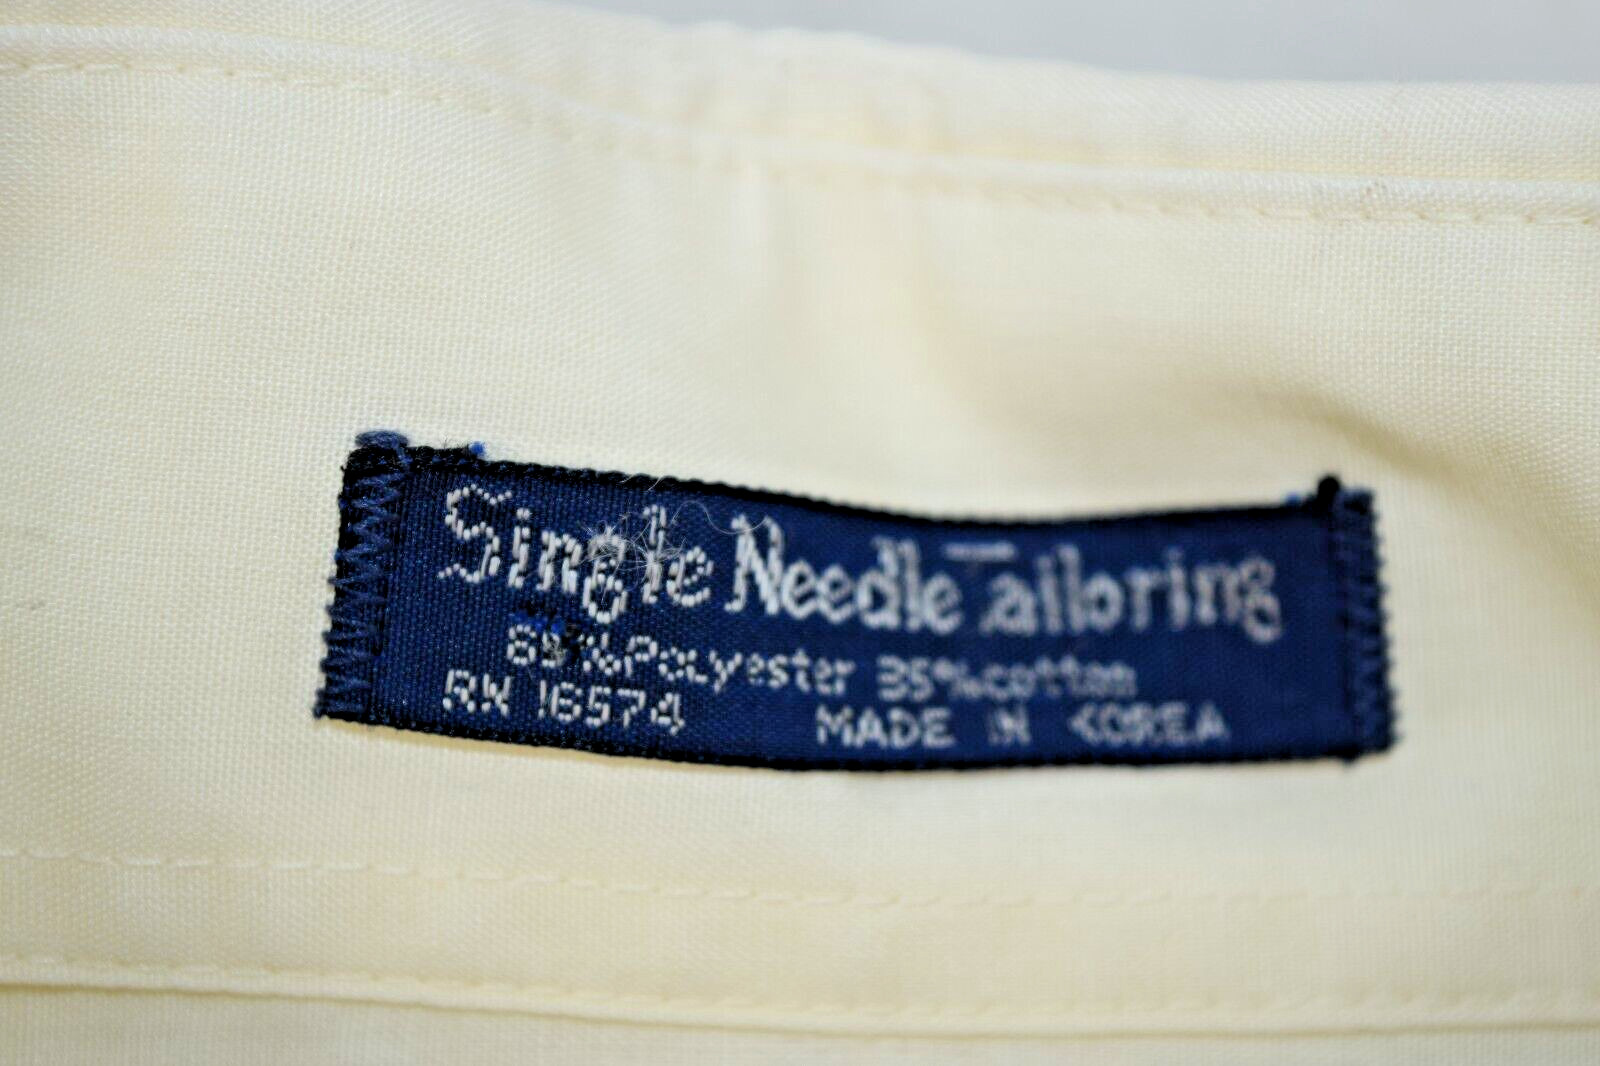 Single Needle Tailoring
65% Polyester 35% cotton
RN 16574
MADE IN KOREA